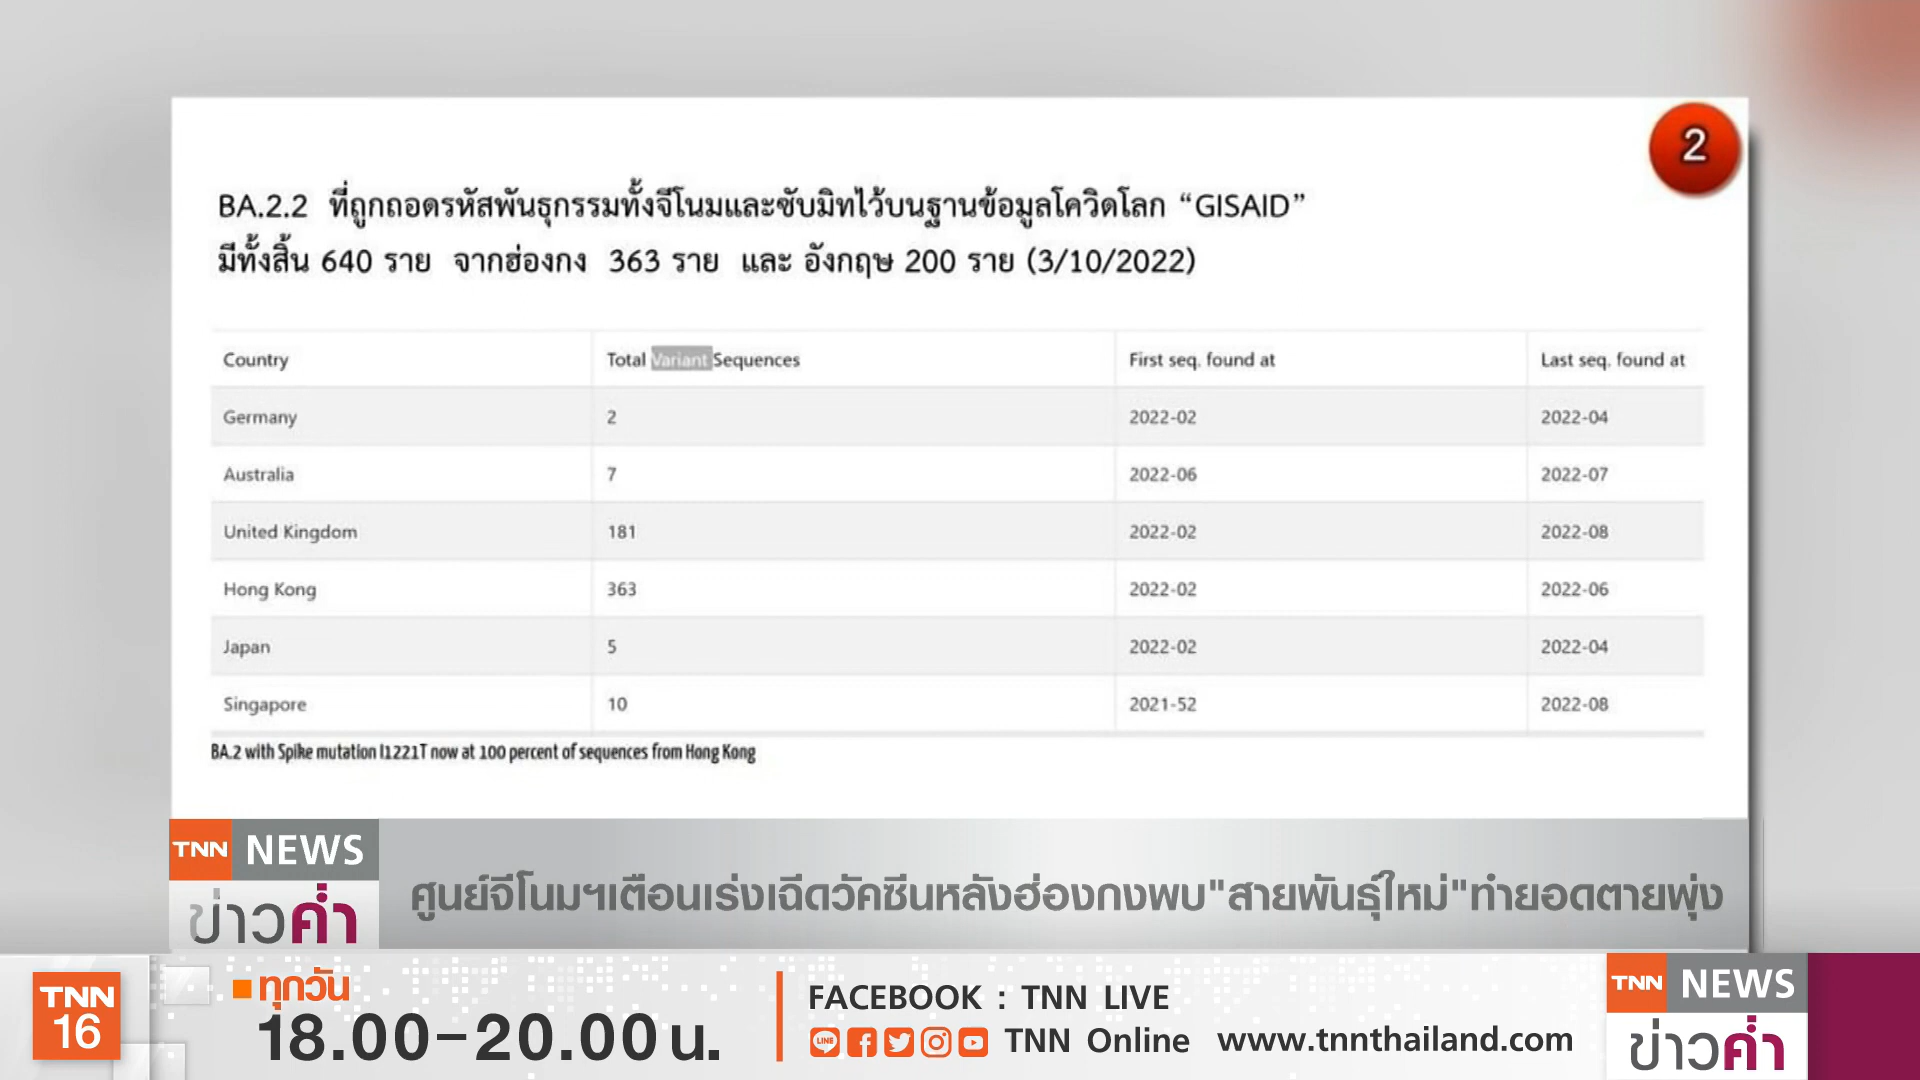 2
BA.2.2 ที่ถูกถอดรหัสพันธุกรรมทั้งจีโนมและซับมิทไว้บนฐานข้อมูลโควิดโลก “GISAID”
มีทั้งสิ้น 640 ราย จากฮ่องกง 363 ราย และ อังกฤษ 200 ราย (3/10/2022)
Country Total Variant Sequences First seq. found at Last seq. found at
Germany 2 2022-02 2022-04
Australia 7 2022-06 2022-07
United Kingdom 181 2022-02 2022-08
Hong Kong 363 2022-02 2022-06
Japan 5 2022-02 2022-04
Singapore 10 2021-52 2022-08
BA.2 with Spike mutation I1221T now at 100 percent of sequences from Hong Kong
TNN NEWS
ข่าวค่ำ
ศูนย์จีโนมฯเตือนเร่งเฉีดวัคซีนหลังฮ่องกงพบ"สายพันธุ์ใหม่"ทำยอดตายพุ่ง
TNN 16
ทุกวัน
18.00-20.00 น.
FACEBOOK : TNN LIVE
LINE TNN Online www.tnnthailand.com
TNN NEWS
ข่าวค่ำ